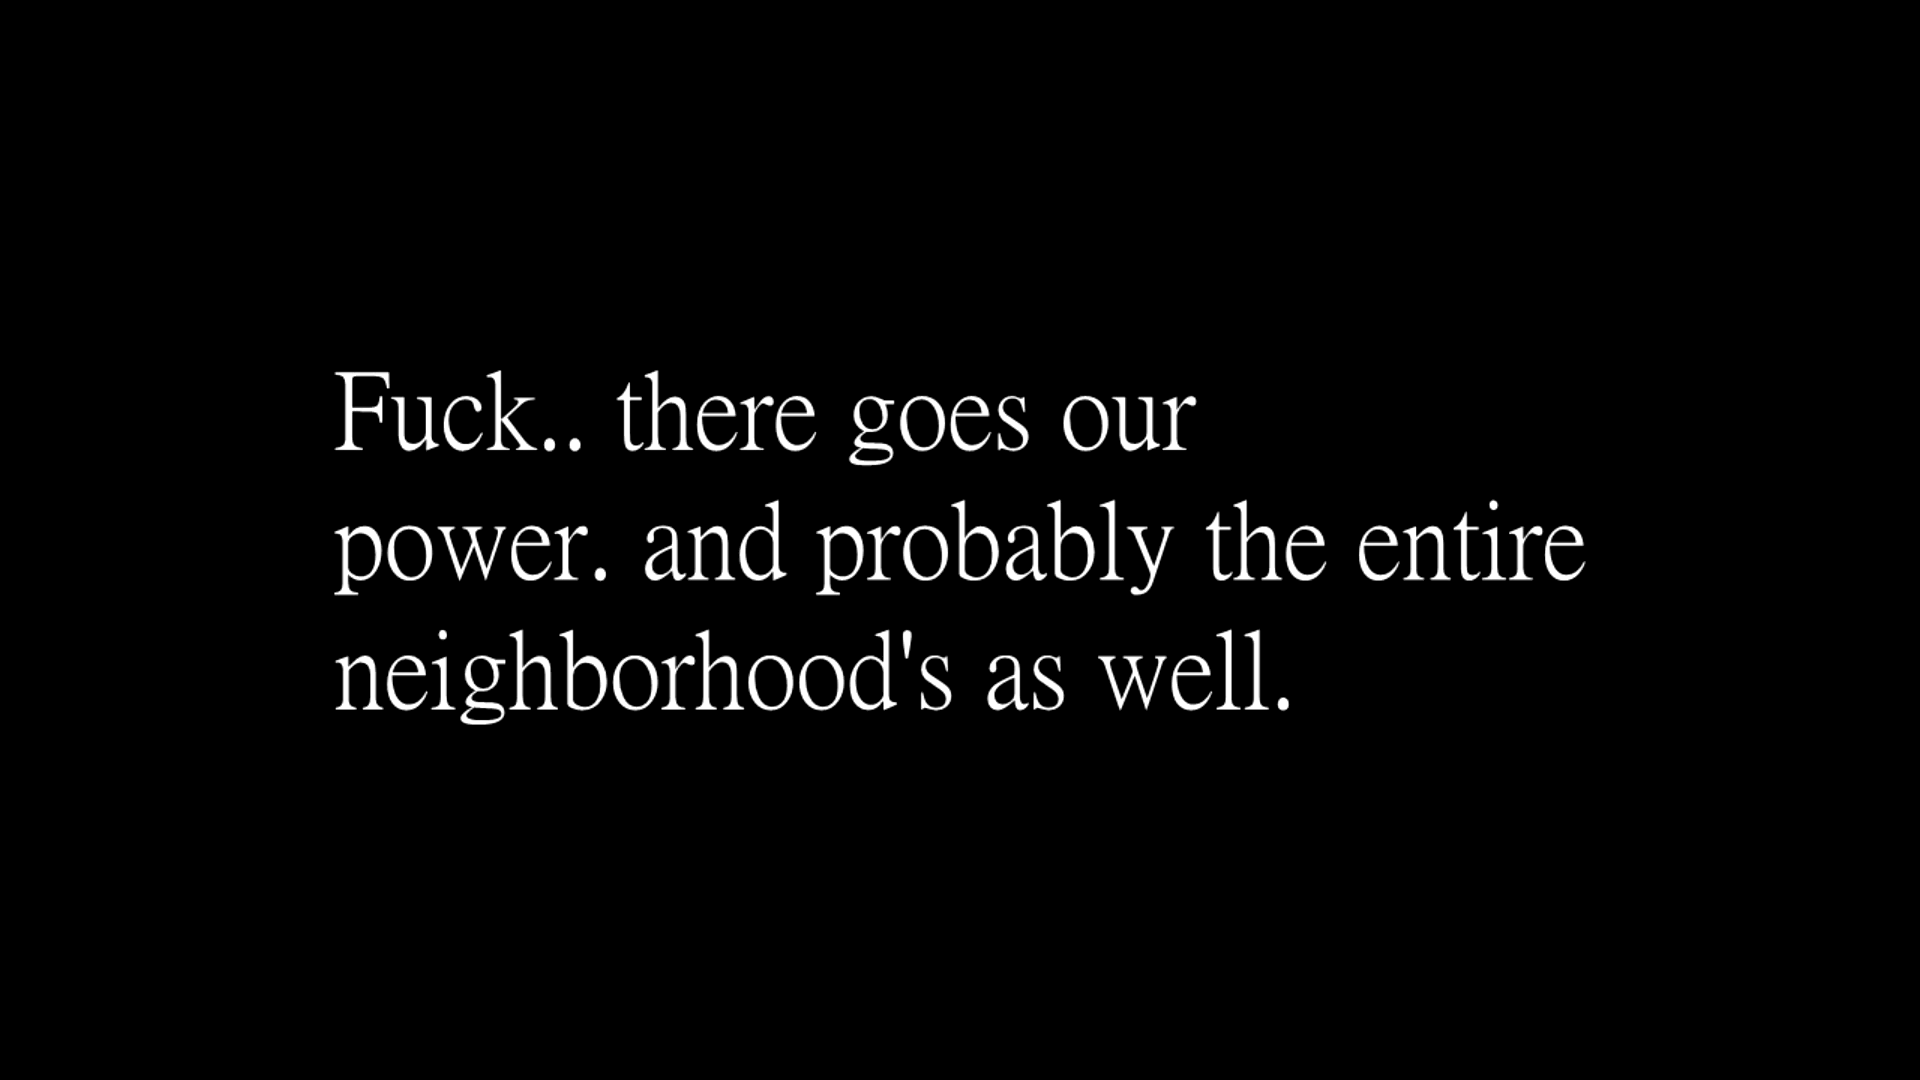 Fuck.. there goes our
power. and probably the entire
neighborhood's as well.